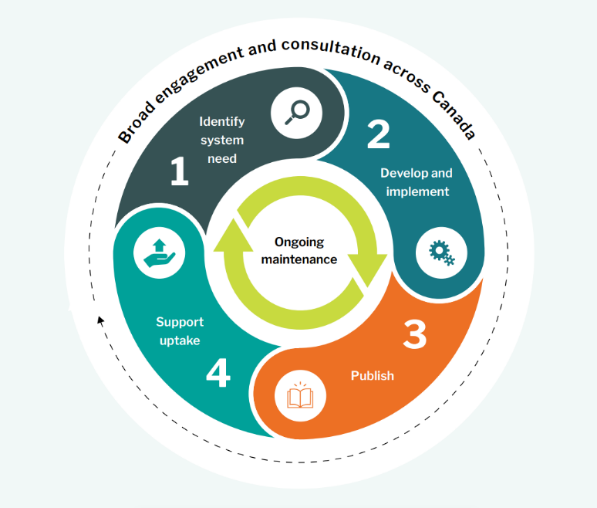 Broad engagement and consultation across Canada
1
Identify
system
need
2
Develop and
implement
3
Publish
4
Support
uptake
Ongoing
maintenance